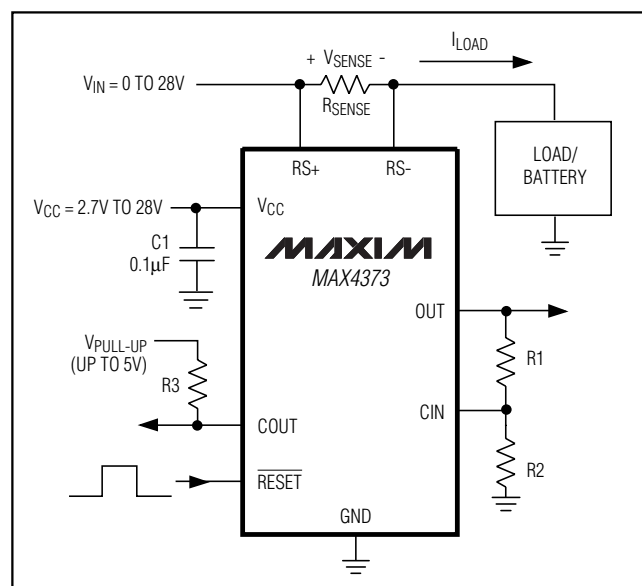 + VSENSE -
ILOAD
VIN = 0 TO 28V
RSENSE
RS+ RS-
LOAD/
BATTERY
VCC = 2.7V TO 28V
VCC
C1
0.1µF
MAXIM
MAX4373
OUT
VPULL-UP
(UP TO 5V)
R3
R1
CIN
COUT
R2
RESET
GND